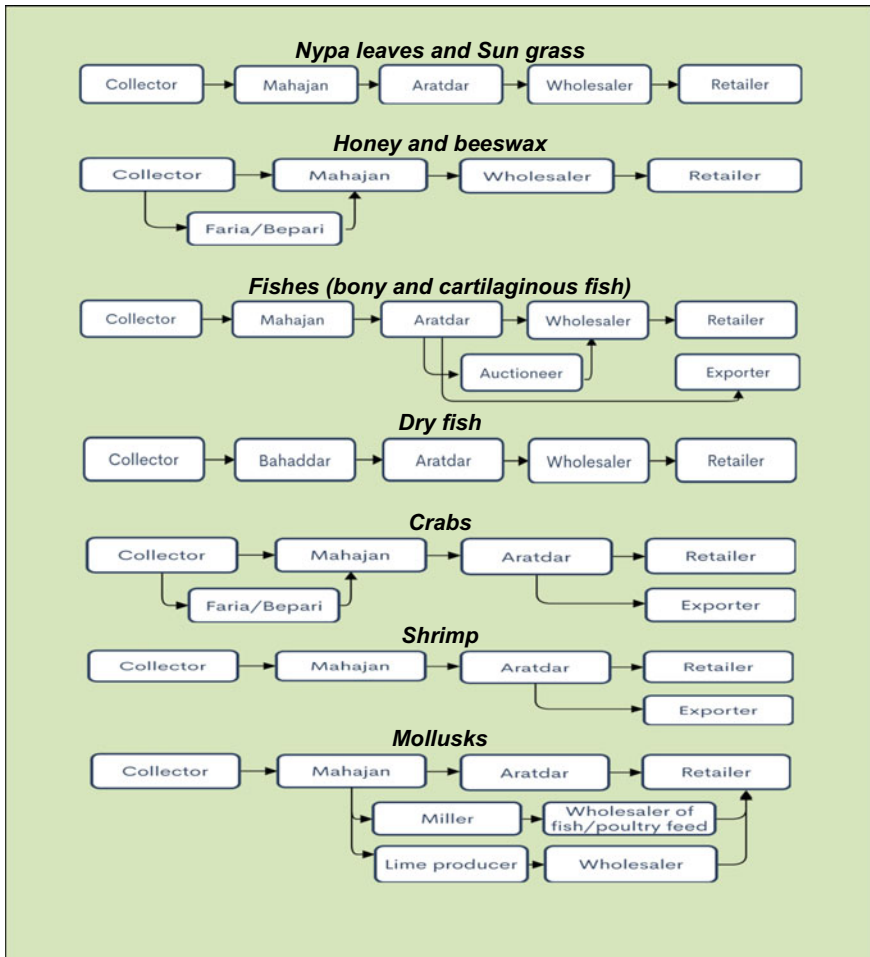 Nypa leaves and Sun grass
Collector Mahajan Aratdar Wholesaler Retailer
Honey and beeswax
Collector Mahajan Wholesaler Retailer
Faria/Bepari
Fishes (bony and cartilaginous fish)
Collector Mahajan Aratdar Wholesaler Retailer
Auctioneer Exporter
Dry fish
Collector Bahaddar Aratdar Wholesaler Retailer
Crabs
Collector Mahajan Aratdar Retailer
Faria/Bepari Exporter
Shrimp
Collector Mahajan Aratdar Retailer
Exporter
Mollusks
Collector Mahajan Aratdar Retailer
Miller Wholesaler of
fish/poultry feed
Lime producer Wholesaler